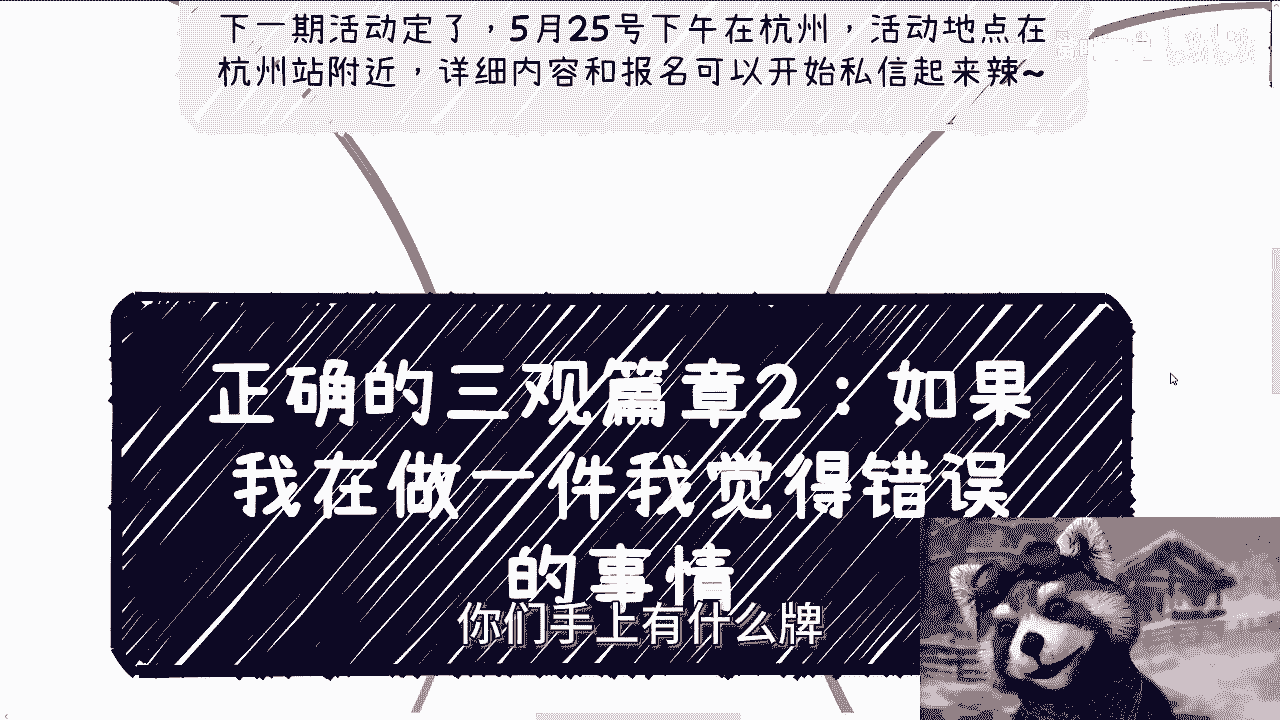 下一期活动定了，5月25号下午在杭州，活动地点在
杭州站附近，详细内容和报名可以开始私信起来辣~
正确的三观篇章2：如果
我在做一件我觉得错误
的事情
你们手上有什么牌